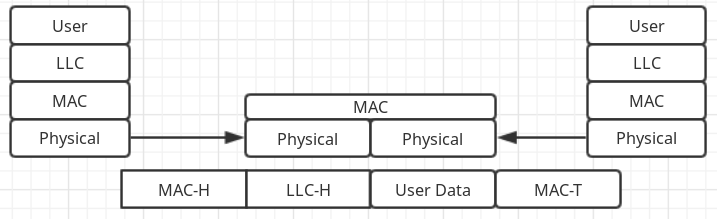 User
LLC
MAC
Physical
MAC
Physical Physical
User
LLC
MAC
Physical
MAC-H LLC-H User Data MAC-T